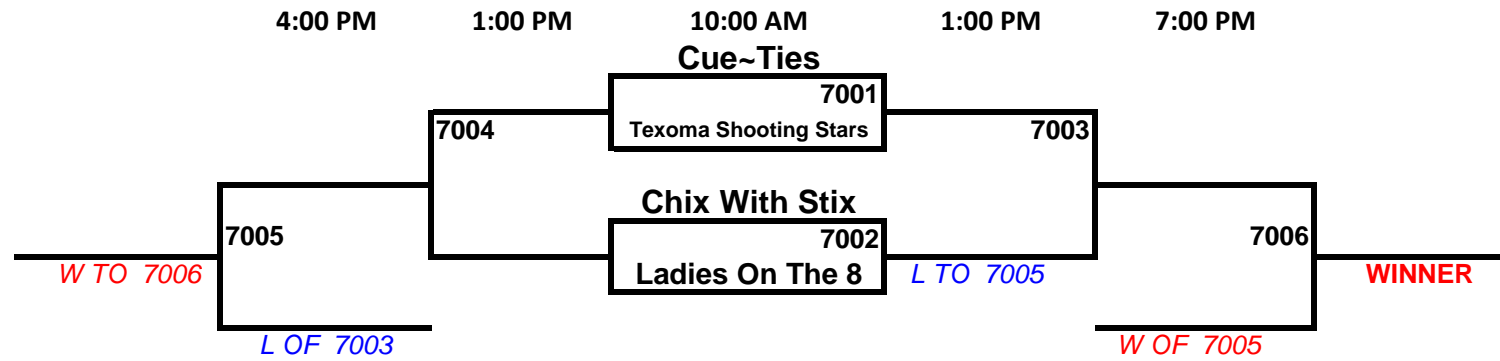 4:00 PM 1:00 PM 10:00 AM 1:00 PM 7:00 PM
Cue~Ties
7001
7004 Texoma Shooting Stars 7003
Chix With Stix
7005 7002 7006
W TO 7006 Ladies On The 8 L TO 7005 WINNER
L OF 7003 W OF 7005